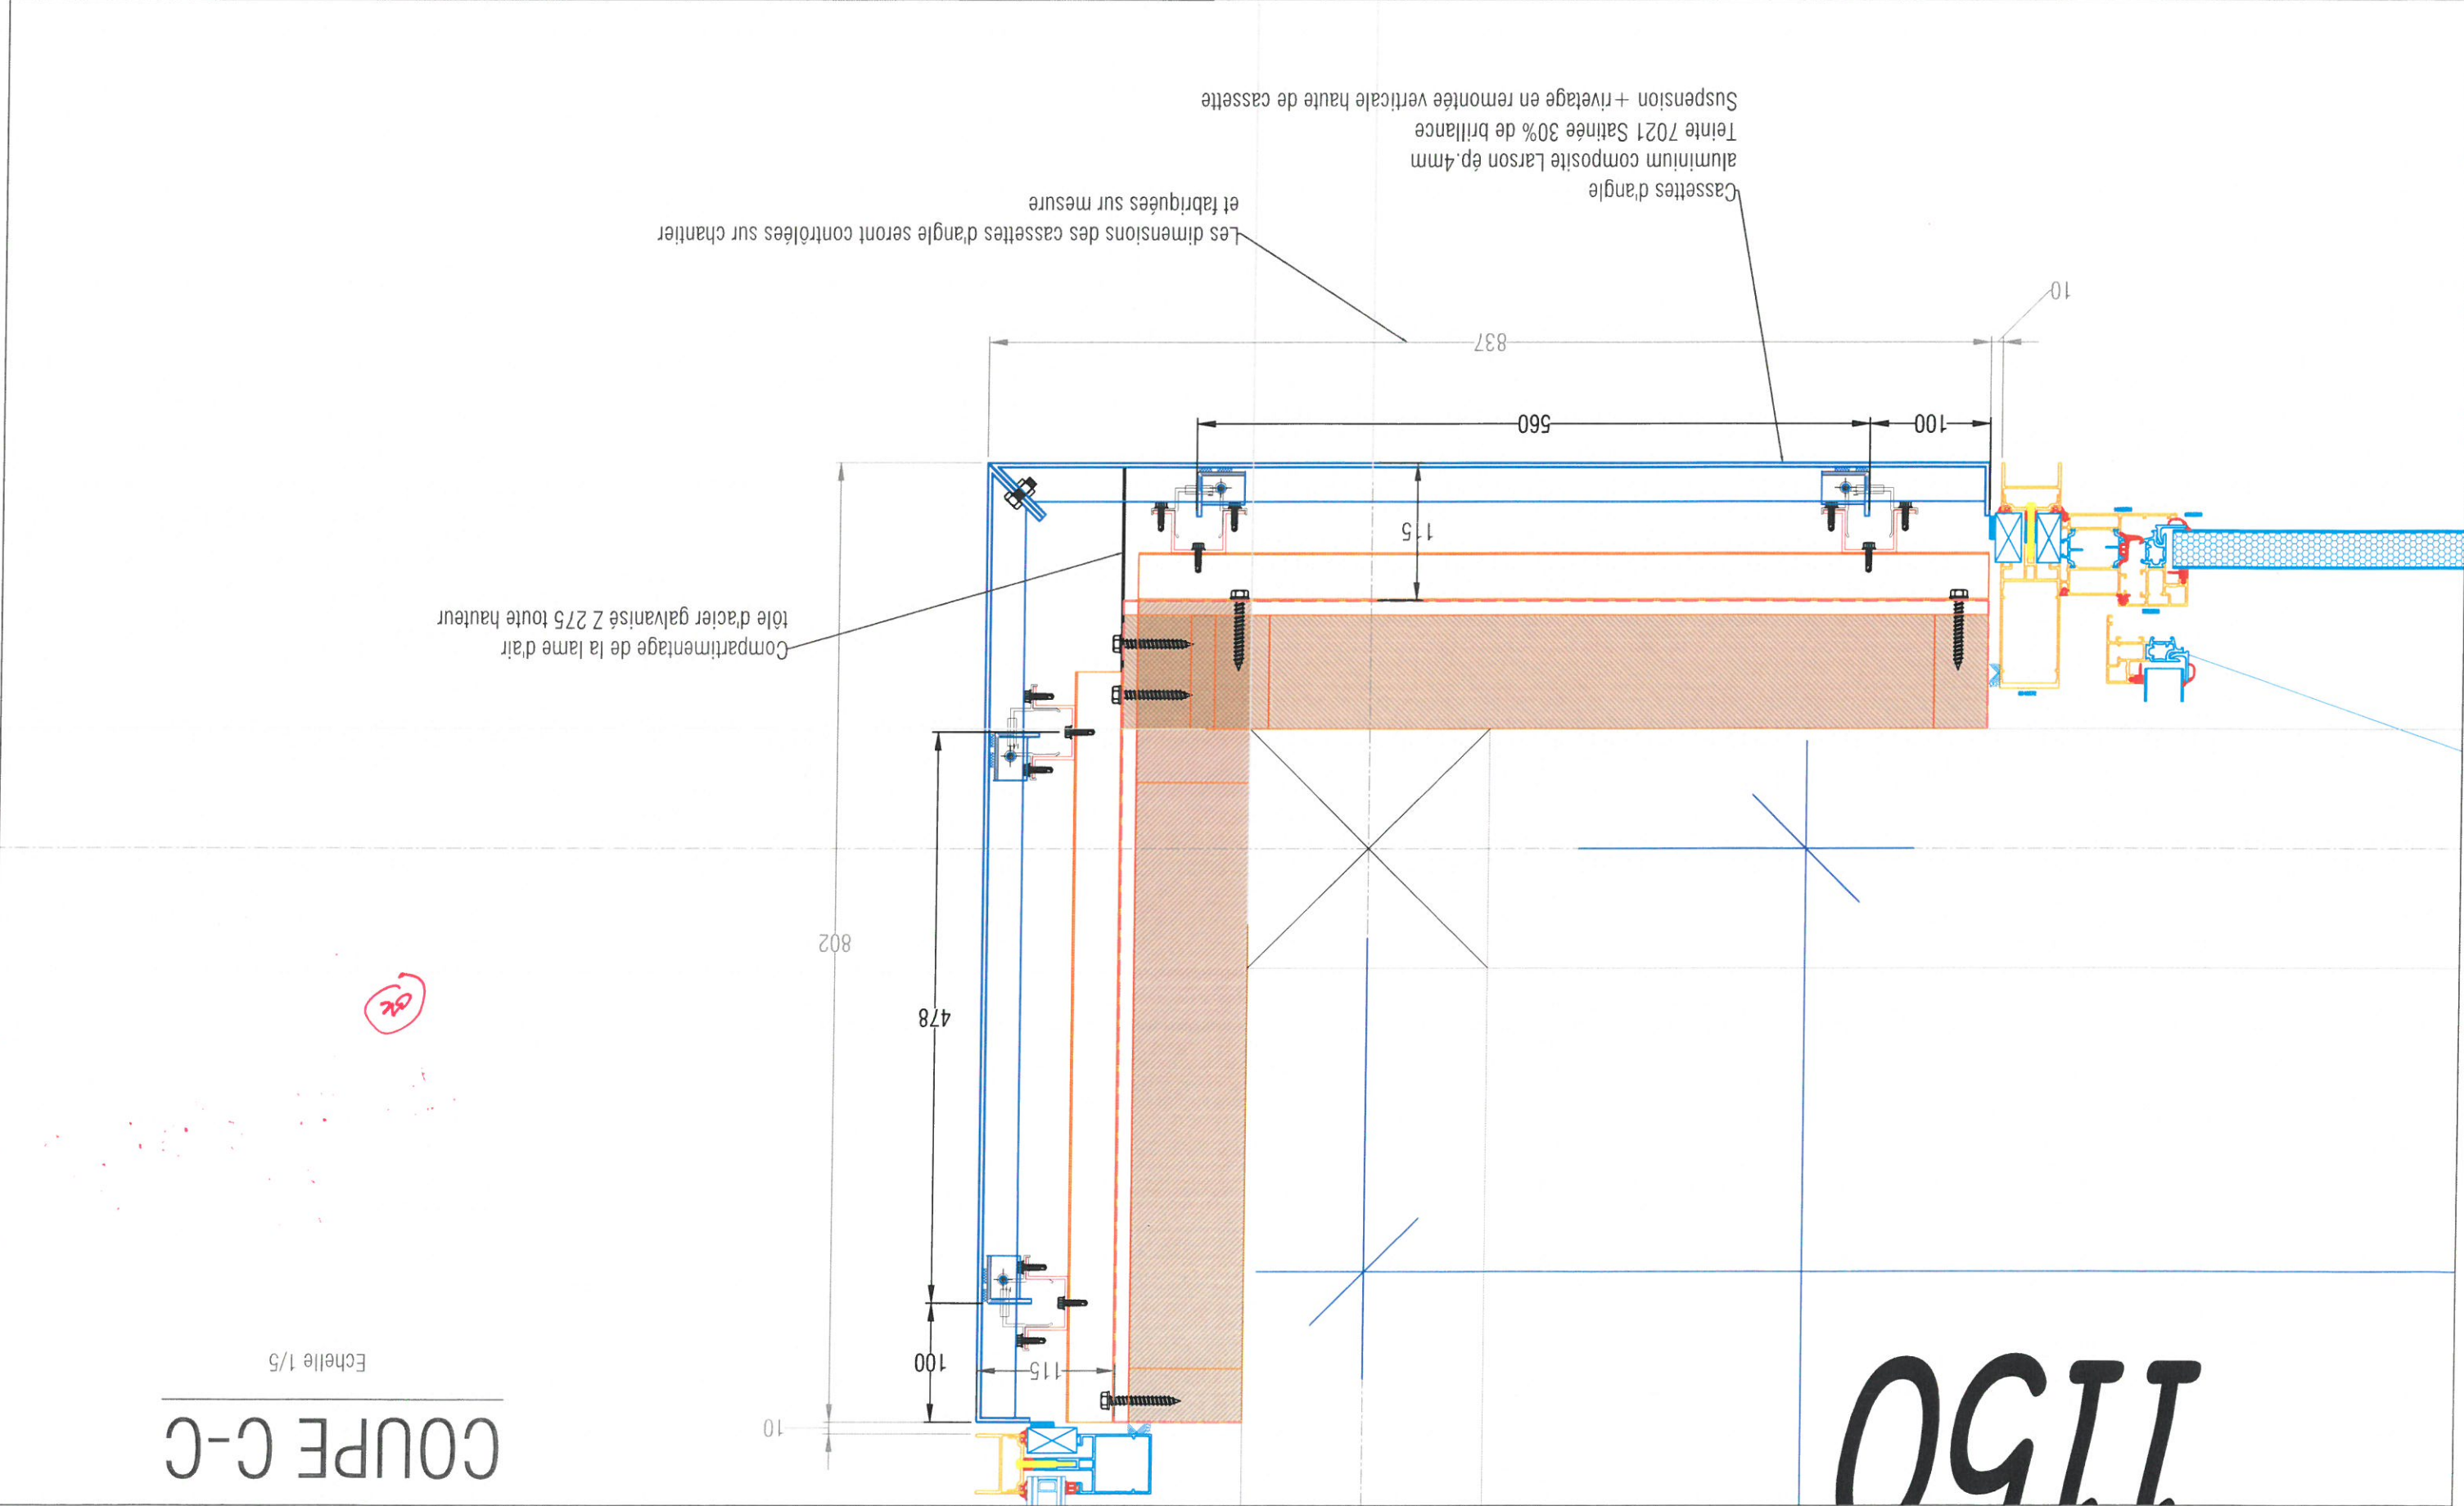 1150
COUPE C-C
Echelle 1/5
10
115
100
478
ok
802
Compartimentage de la lame d'air
tôle d'acier galvanisé Z 275 toute hauteur
115
100
560
837
10
Les dimensions des cassettes d'angle seront contrôlées sur chantier
et fabriquées sur mesure
Cassettes d'angle
aluminium composite Larson ép.4mm
Teinte 7021 Satinée 30% de brillance
Suspension +rivetage en remontée verticale haute de cassette